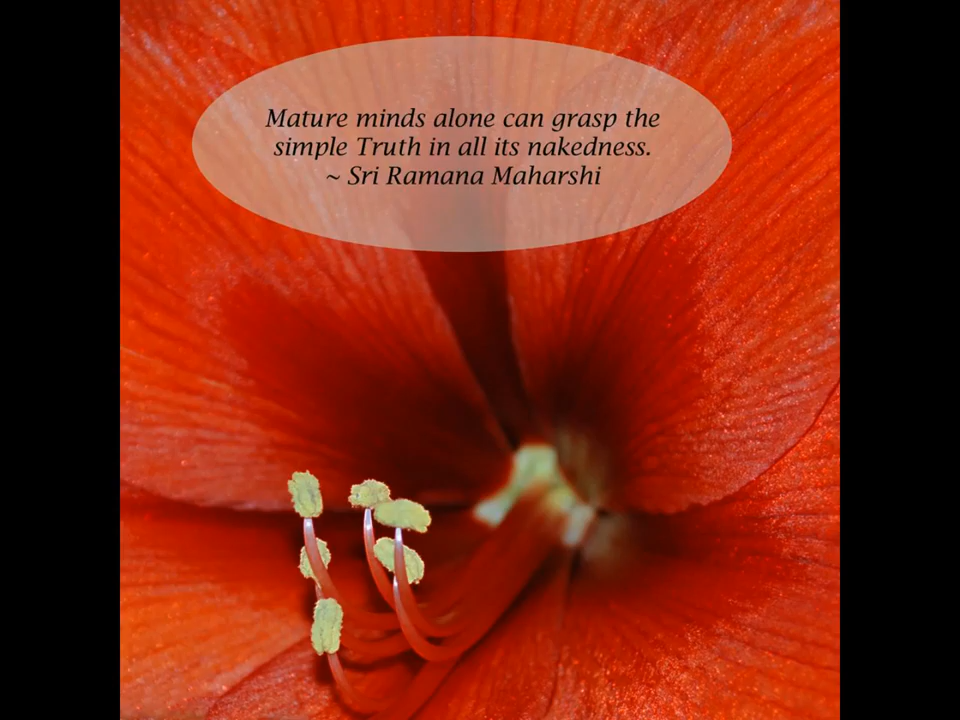 Mature minds alone can grasp the
simple Truth in all its nakedness.
~ Sri Ramana Maharshi